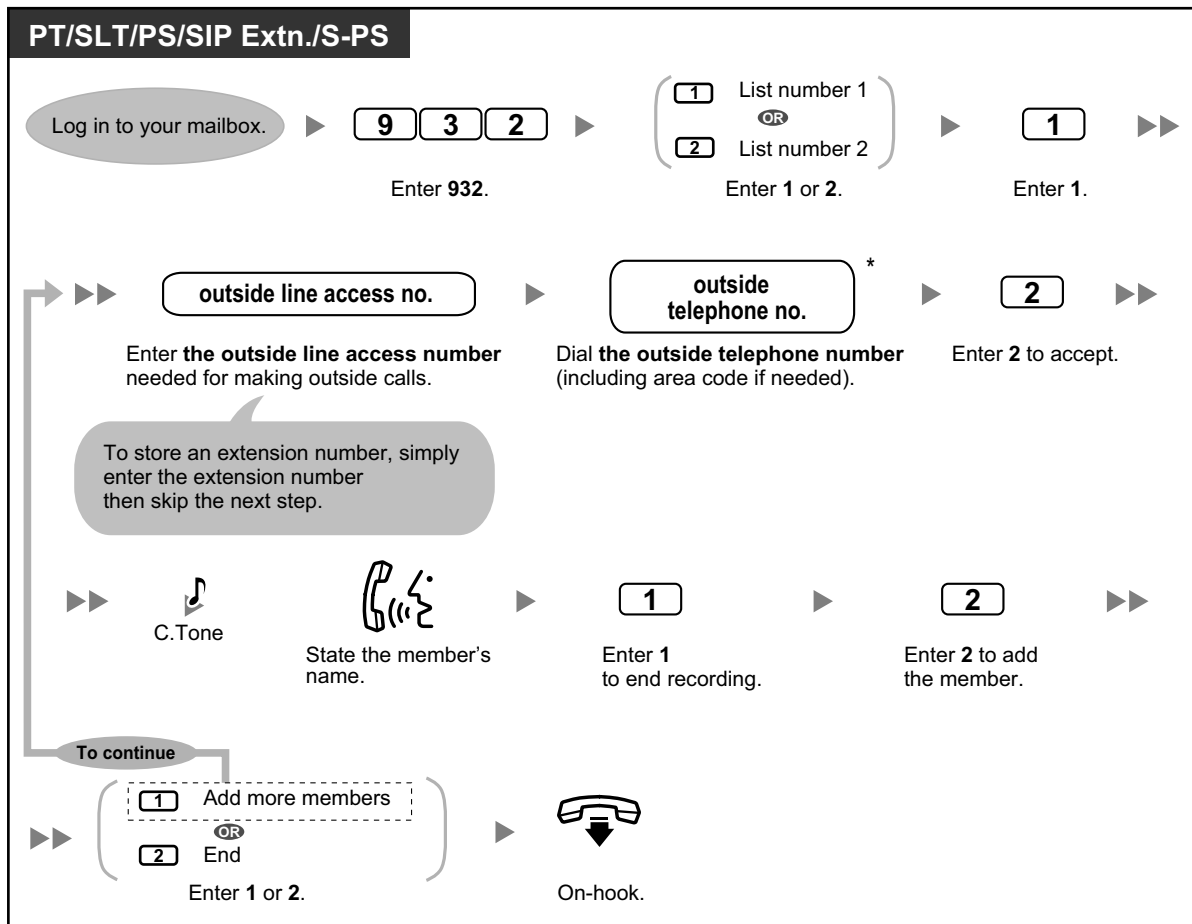 PT/SLT/PS/SIP Extn./S-PS
Log in to your mailbox.
9 3 2
Enter 932.
1 List number 1
OR
2 List number 2
Enter 1 or 2.
1
Enter 1.
outside line access no.
Enter the outside line access number
needed for making outside calls.
To store an extension number, simply
enter the extension number
then skip the next step.
outside
telephone no.
*
Dial the outside telephone number
(including area code if needed).
2
Enter 2 to accept.
C.Tone
State the member's
name.
1
Enter 1
to end recording.
2
Enter 2 to add
the member.
To continue
1 Add more members
OR
2 End
Enter 1 or 2.
On-hook.